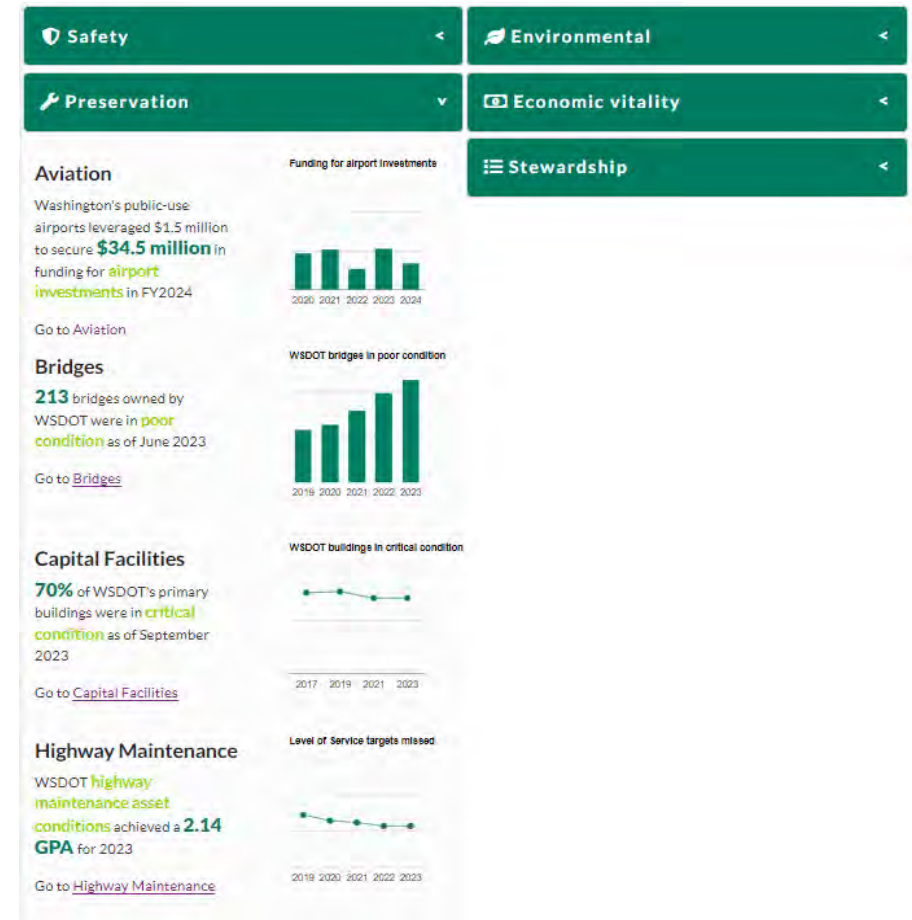 Safety <
Environmental <
Preservation v
Economic vitality <
Stewardship <
Aviation
Washington's public-use
airports leveraged $1.5 million
to secure $34.5 million in
funding for airport
investments in FY2024
Go to Aviation
Funding for airport investments
2020 2021 2022 2023 2024
Bridges
213 bridges owned by
WSDOT were in poor
condition as of June 2023
Go to Bridges
WSDOT bridges in poor condition
2019 2020 2021 2022 2023
Capital Facilities
70% of WSDOT's primary
buildings were in critical
condition as of September
2023
Go to Capital Facilities
WSDOT buildings in critical condition
2017 2019 2021 2023
Highway Maintenance
WSDOT highway
maintenance asset
conditions achieved a 2.14
GPA for 2023
Go to Highway Maintenance
Level of Service targets missed
2019 2020 2021 2022 2023